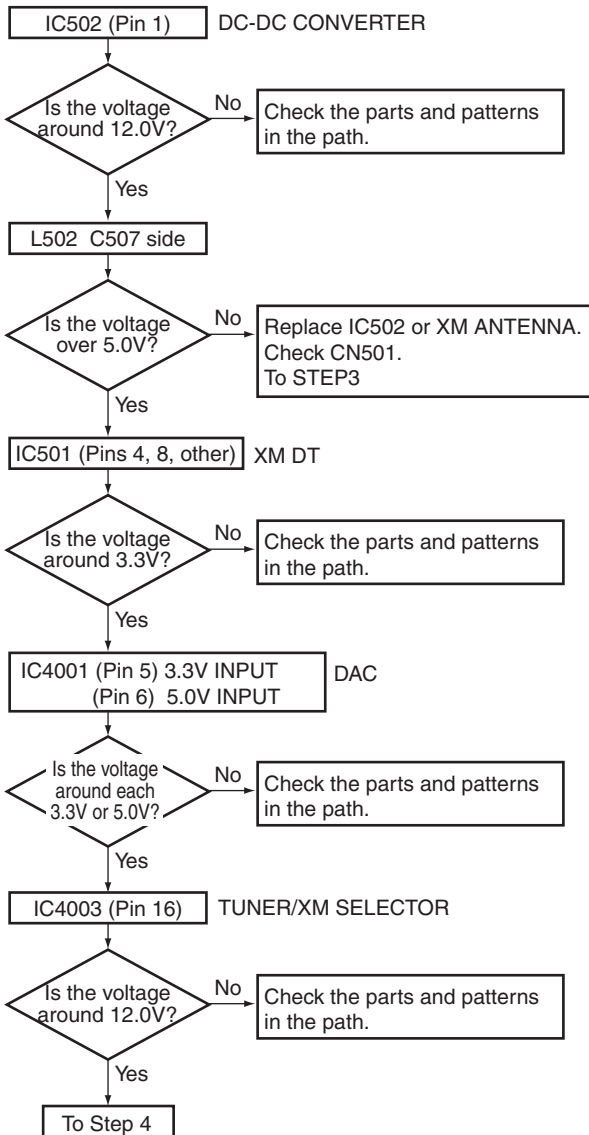 IC502 (Pin 1) DC-DC CONVERTER
Is the voltage
around 12.0V?
No
Check the parts and patterns
in the path.
Yes
L502 C507 side
Is the voltage
over 5.0V?
No
Replace IC502 or XM ANTENNA.
Check CN501.
To STEP3
Yes
IC501 (Pins 4, 8, other) XM DT
Is the voltage
around 3.3V?
No
Check the parts and patterns
in the path.
Yes
IC4001 (Pin 5) 3.3V INPUT
(Pin 6) 5.0V INPUT
DAC
Is the voltage
around each
3.3V or 5.0V?
No
Check the parts and patterns
in the path.
Yes
IC4003 (Pin 16) TUNER/XM SELECTOR
Is the voltage
around 12.0V?
No
Check the parts and patterns
in the path.
Yes
To Step 4